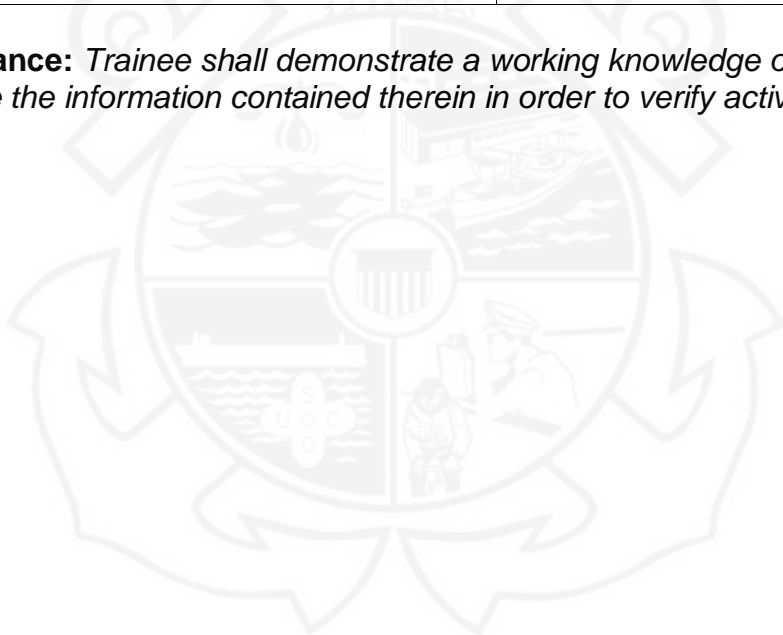 ance: Trainee shall demonstrate a working knowledge o
e the information contained therein in order to verify activ
S
U O C
G